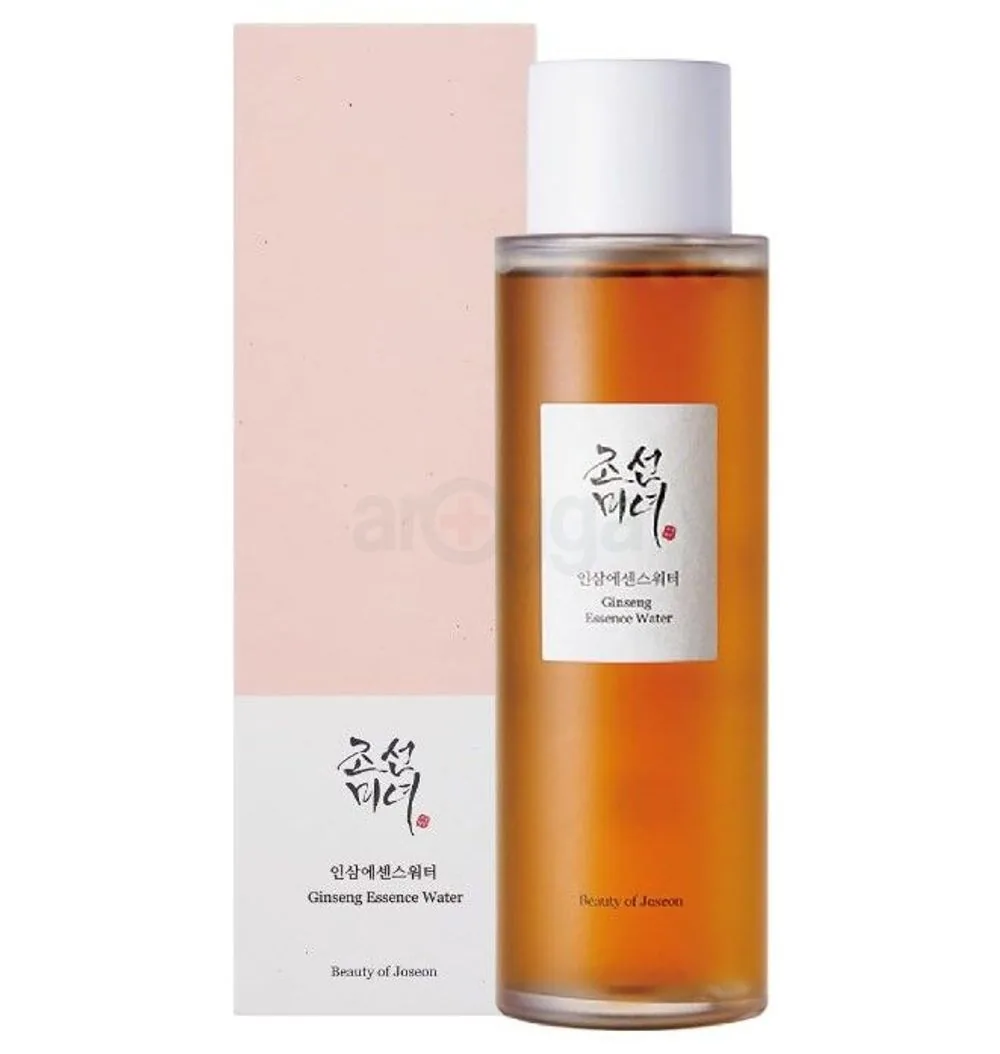 조선
미녀
인삼에센스워터
Ginseng Essence Water
Beauty of Joseon
조선
미녀
인삼에센스워터
Ginseng
Essence Water
Beauty of Joseon